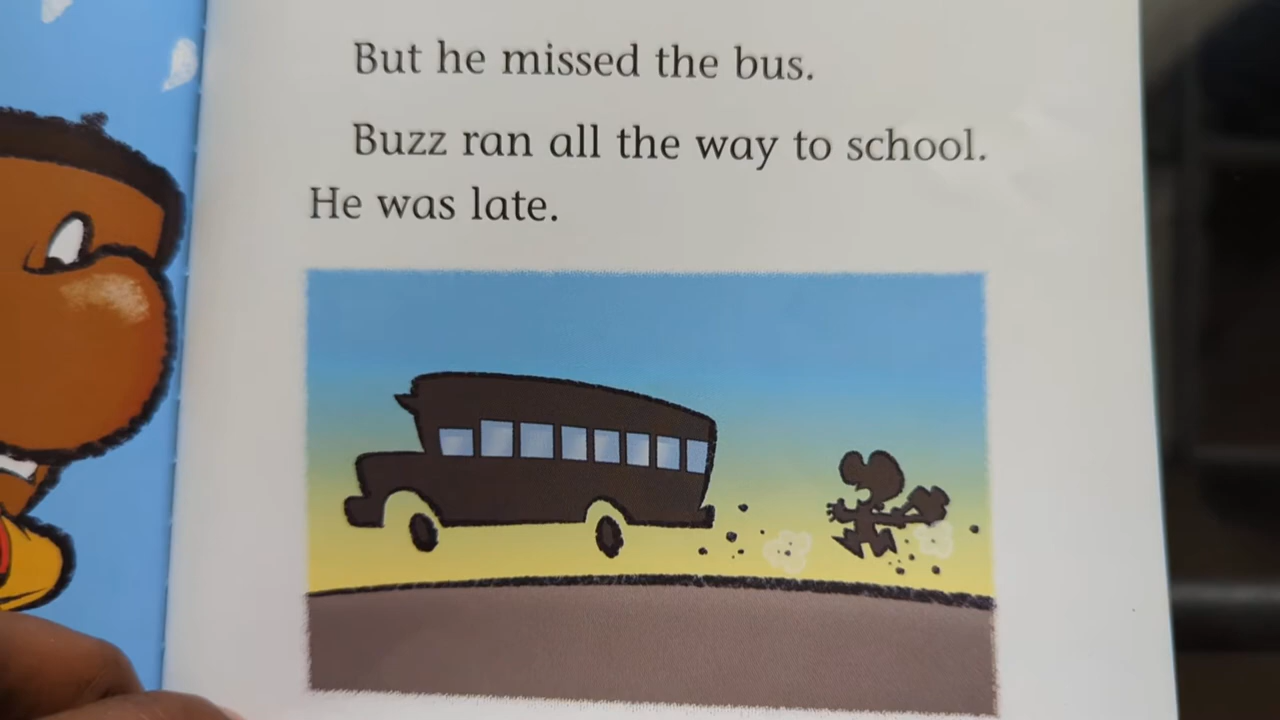 But he missed the bus.
Buzz ran all the way to school.
He was late.